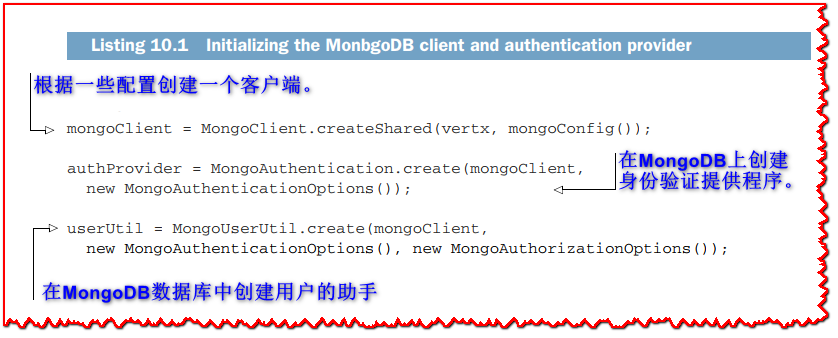 Listing 10.1 Initializing the MonbgoDB client and authentication provider
根据一些配置创建一个客户端。
mongoClient = MongoClient.createShared(vertx, mongoConfig());
authProvider = MongoAuthentication.create(mongoClient,
new MongoAuthenticationOptions());
在MongoDB上创建
身份验证提供程序。
userUtil = MongoUserUtil.create(mongoClient,
new MongoAuthenticationOptions(), new MongoAuthorizationOptions());
在MongoDB数据库中创建用户的助手